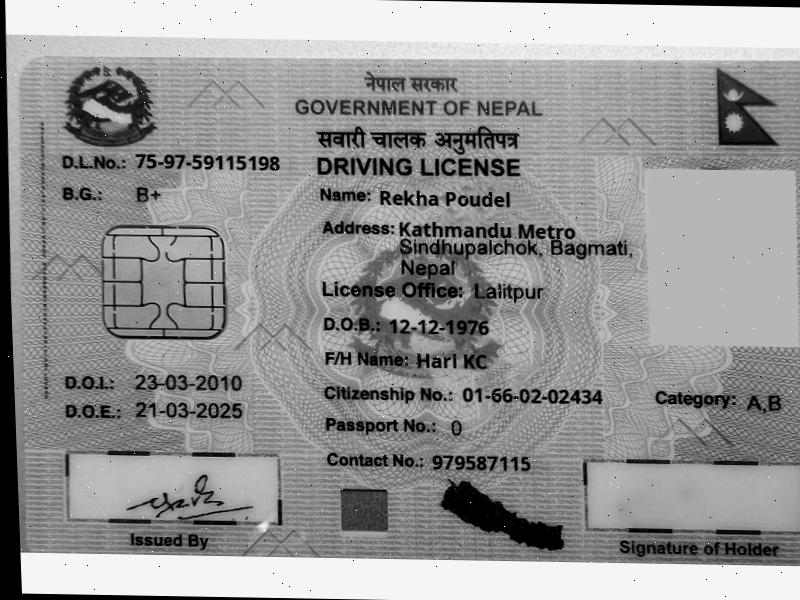 नेपाल सरकार
GOVERNMENT OF NEPAL
सवारी चालक अनुमतिपत्र
DRIVING LICENSE
D.L.No.: 75-97-59115198
B.G.: B+
Name: Rekha Poudel
Address: Kathmandu Metro
Sindhupalchok, Bagmati,
Nepal
License Office: Lalitpur
D.O.B.: 12-12-1976
F/H Name: Hari KC
D.O.I.: 23-03-2010
Citizenship No.: 01-66-02-02434
Category: A,B
D.O.E.: 21-03-2025
Passport No.: 0
Contact No.: 979587115
Issued By
Signature of Holder